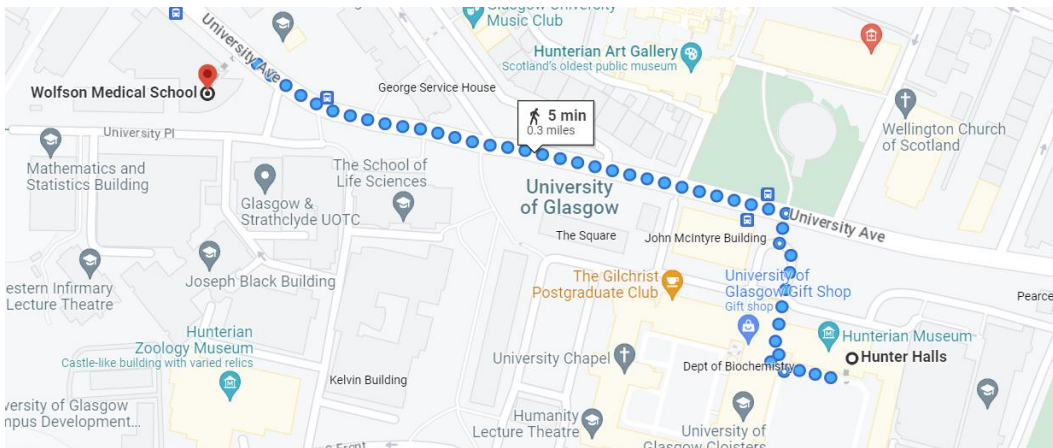 Glasgow University
Music Club
Hunterian Art Gallery
Scotland's oldest public museum
University Ave
Wolfson Medical School
George Service House
5 min
0.3 miles
Wellington Church
of Scotland
University Pl
Mathematics and
Statistics Building
The School of
Life Sciences
Glasgow &
Strathclyde UOTC
University
of Glasgow
University Ave
The Square
John McIntyre Building
Joseph Black Building
estern Infirmary
Lecture Theatre
The Gilchrist
Postgraduate Club
University of
Glasgow Gift Shop
Gift shop
Pearce
Hunterian
Zoology Museum
Castle-like building with varied relics
Hunterian Museum
Hunter Halls
University Chapel
Dept of Biochemistry
Kelvin Building
versity of Glasgow
mpus Development...
Humanity
Lecture Theatre
University of
Glasgow Cloisters
Front